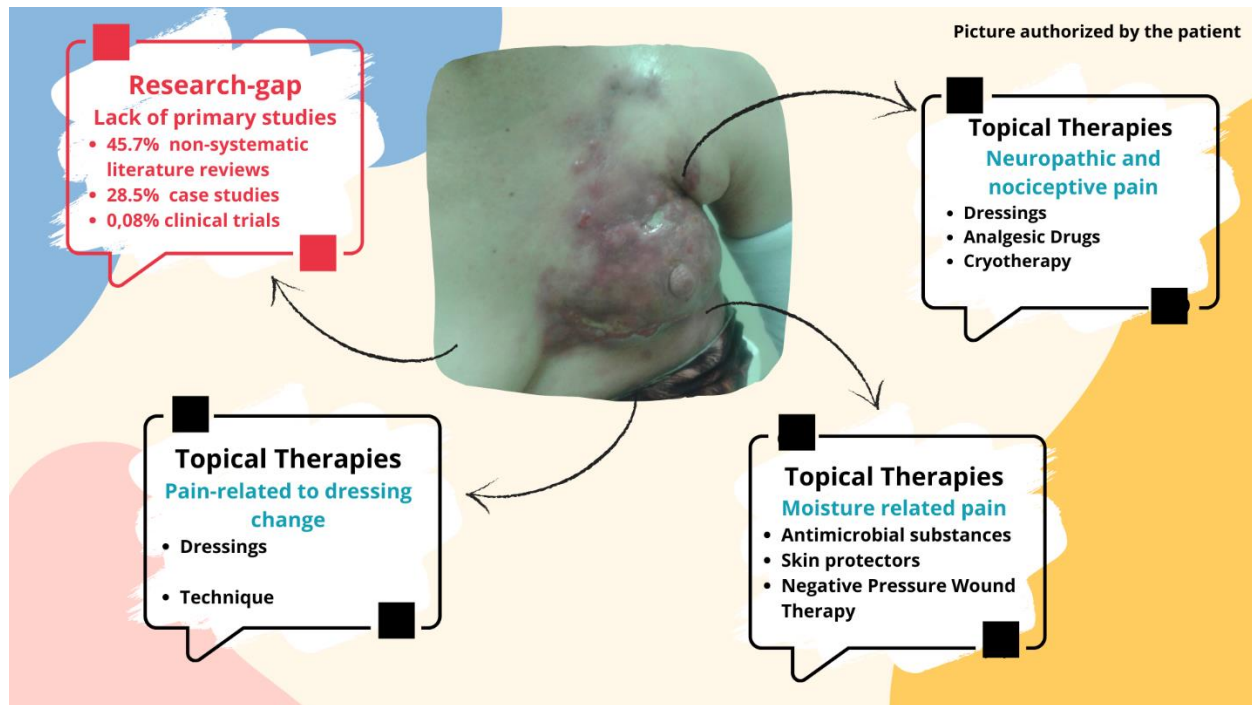 Picture authorized by the patient
Research-gap
Lack of primary studies
• 45.7% non-systematic
literature reviews
• 28.5% case studies
• 0,08% clinical trials
Topical Therapies
Neuropathic and
nociceptive pain
• Dressings
• Analgesic Drugs
• Cryotherapy
Topical Therapies
Pain-related to dressing
change
• Dressings
• Technique
Topical Therapies
Moisture related pain
• Antimicrobial substances
• Skin protectors
• Negative Pressure Wound
Therapy